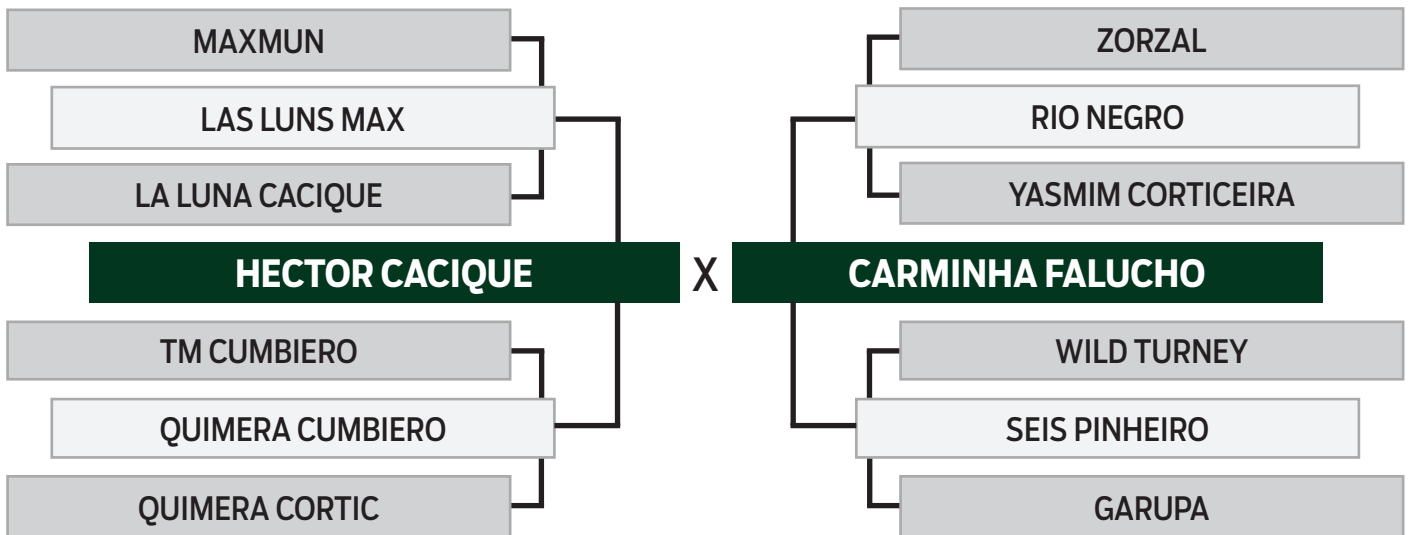 MAXMUN
LAS LUNS MAX
LA LUNA CACIQUE
HECTOR CACIQUE
TM CUMBIERO
QUIMERA CUMBIERO
QUIMERA CORTIC
X
ZORZAL
RIO NEGRO
YASMIM CORTICEIRA
CARMINHA FALUCHO
WILD TURNEY
SEIS PINHEIRO
GARUPA